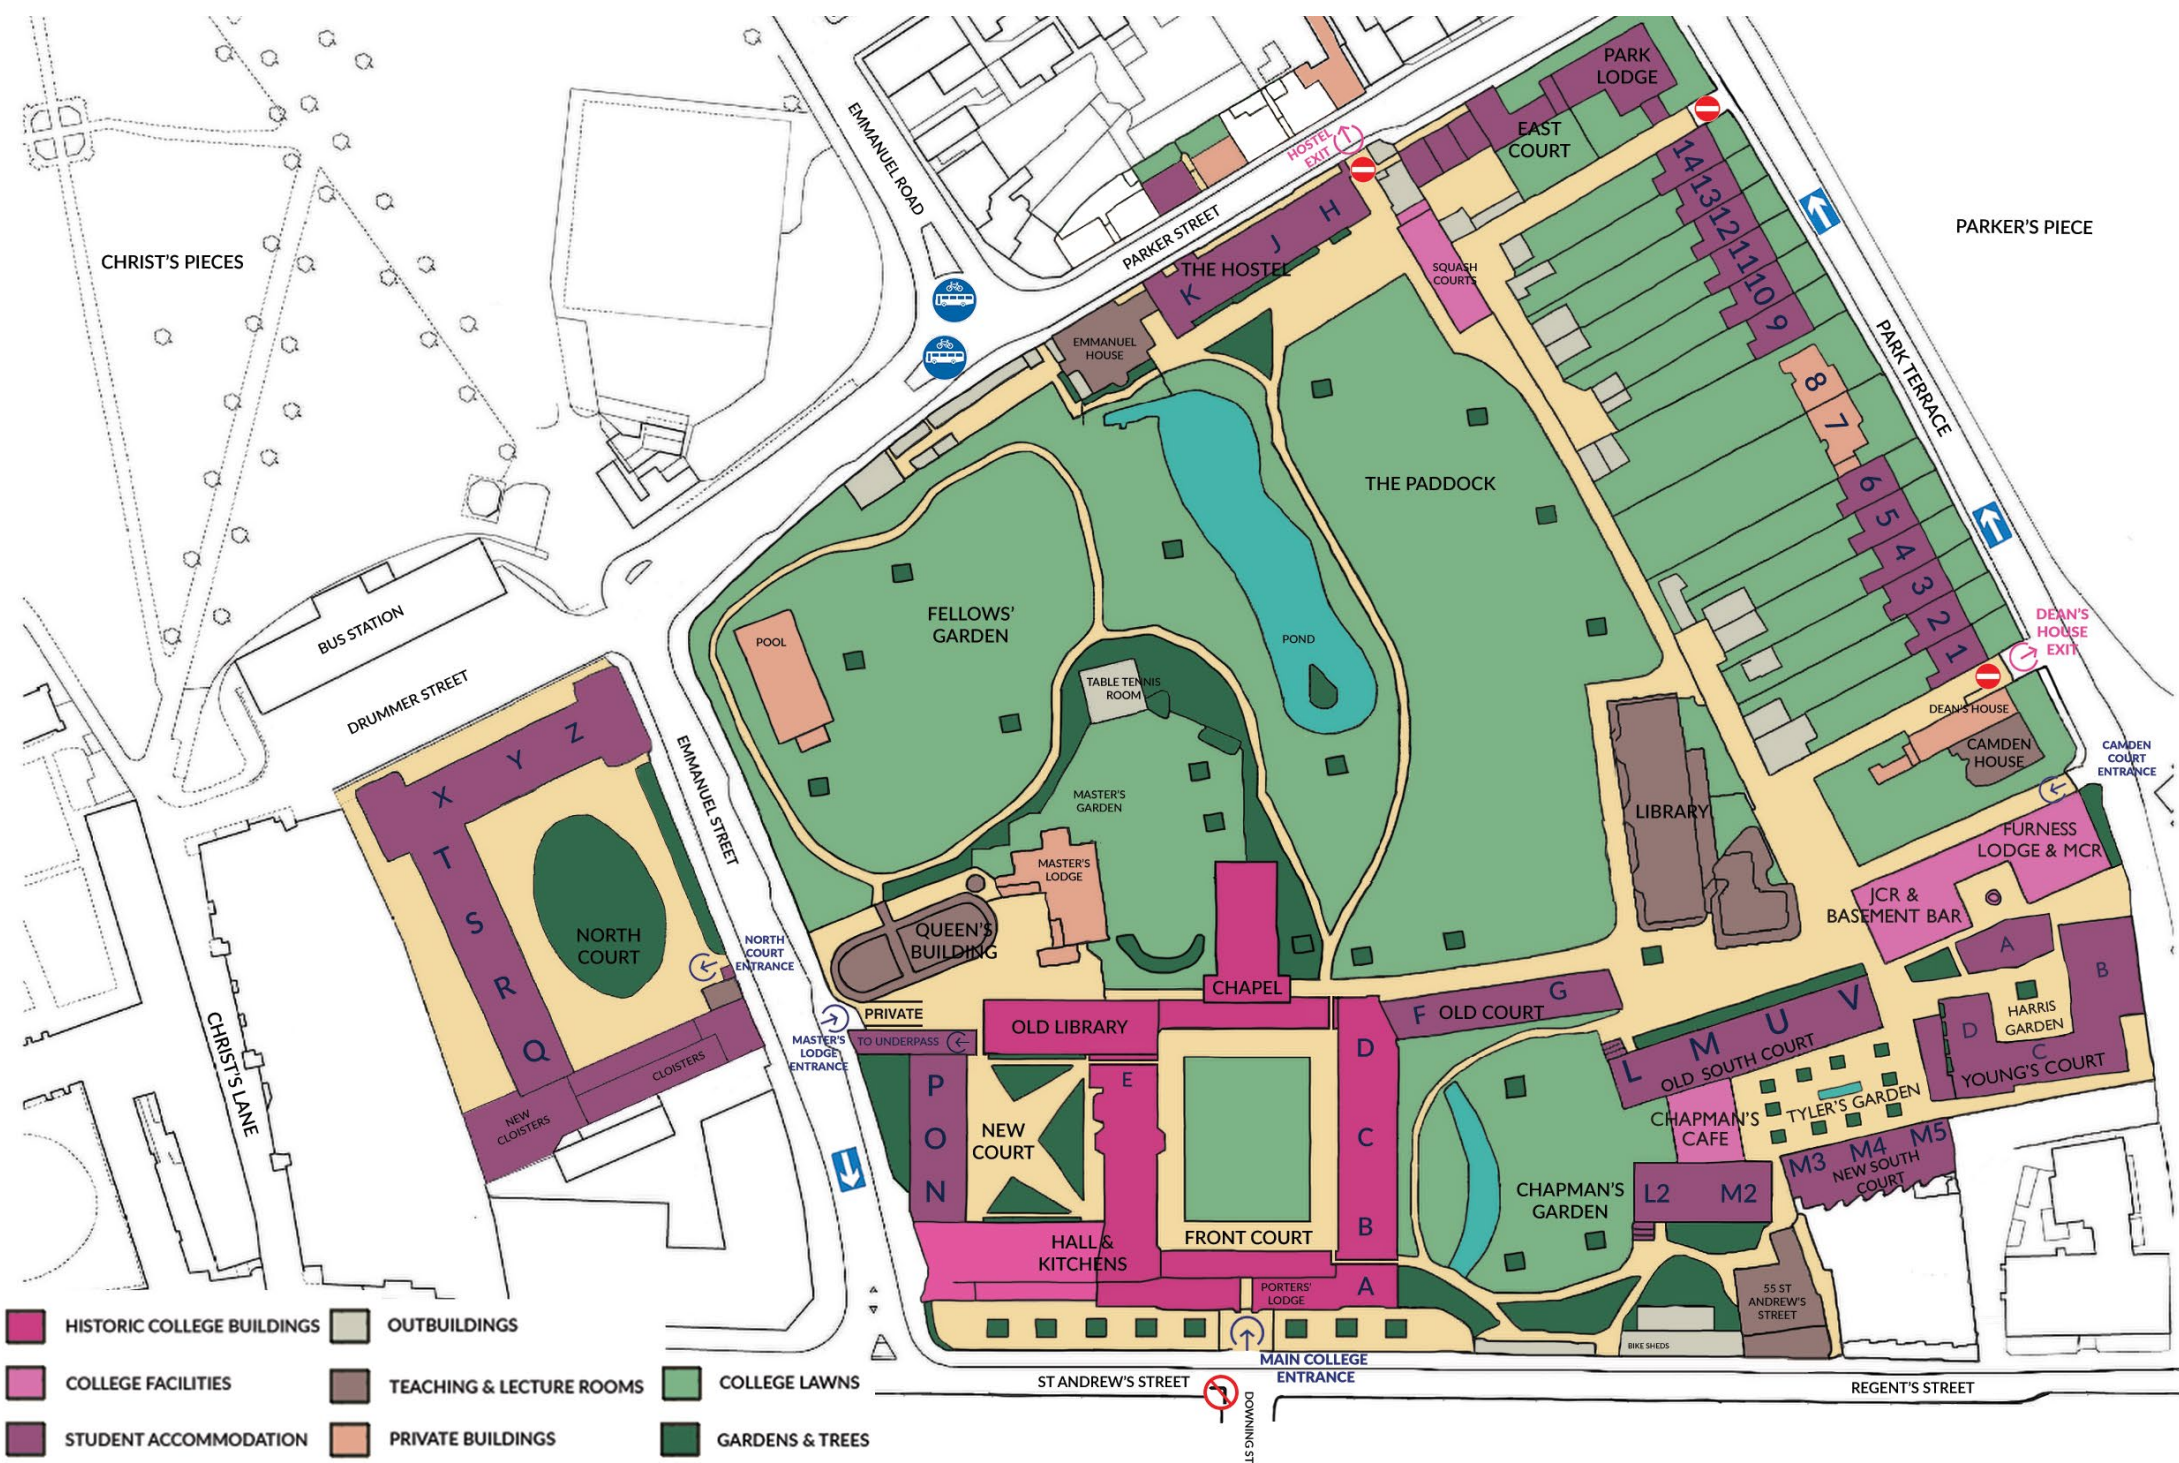 PARK
LODGE
EMMANUEL ROAD
HOSTEL
EXIT
EAST
COURT
14
13
12
11
10
9
8
7
6
5
4
3
2
1
CHRIST'S PIECES
PARKER STREET
PARKER'S PIECE
H
J
THE HOSTEL
K
SQUASH
COURTS
EMMANUEL
HOUSE
PARK TERRACE
THE PADDOCK
BUS STATION
DRUMMER STREET
FELLOWS'
GARDEN
POOL
POND
TABLE TENNIS
ROOM
DEAN'S
HOUSE
EXIT
DEAN'S HOUSE
CAMDEN
HOUSE
CAMDEN
COURT
ENTRANCE
EMMANUEL STREET
Z
Y
X
T
S
R
Q
NORTH
COURT
NORTH
COURT
ENTRANCE
MASTER'S
GARDEN
MASTER'S
LODGE
LIBRARY
FURNESS
LODGE & MCR
JCR &
BASEMENT BAR
QUEEN'S
BUILDING
CHAPEL
PRIVATE
OLD LIBRARY
F
OLD COURT
G
A
B
HARRIS
GARDEN
D
C
YOUNG'S COURT
L
M
U
V
OLD SOUTH COURT
MASTER'S
LODGE
ENTRANCE
TO UNDERPASS
CLOISTERS
NEW
CLOISTERS
CHRIST'S LANE
P
O
N
NEW
COURT
E
D
C
B
A
TYLER'S GARDEN
CHAPMAN'S
CAFE
M3
M4
M5
NEW SOUTH
COURT
CHAPMAN'S
GARDEN
L2
M2
FRONT COURT
HALL &
KITCHENS
PORTERS'
LODGE
55 ST
ANDREW'S
STREET
BIKE SHEDS
MAIN COLLEGE
ENTRANCE
ST ANDREW'S STREET
DOWNING ST
REGENT'S STREET
HISTORIC COLLEGE BUILDINGS
OUTBUILDINGS
COLLEGE FACILITIES
TEACHING & LECTURE ROOMS
COLLEGE LAWNS
STUDENT ACCOMMODATION
PRIVATE BUILDINGS
GARDENS & TREES